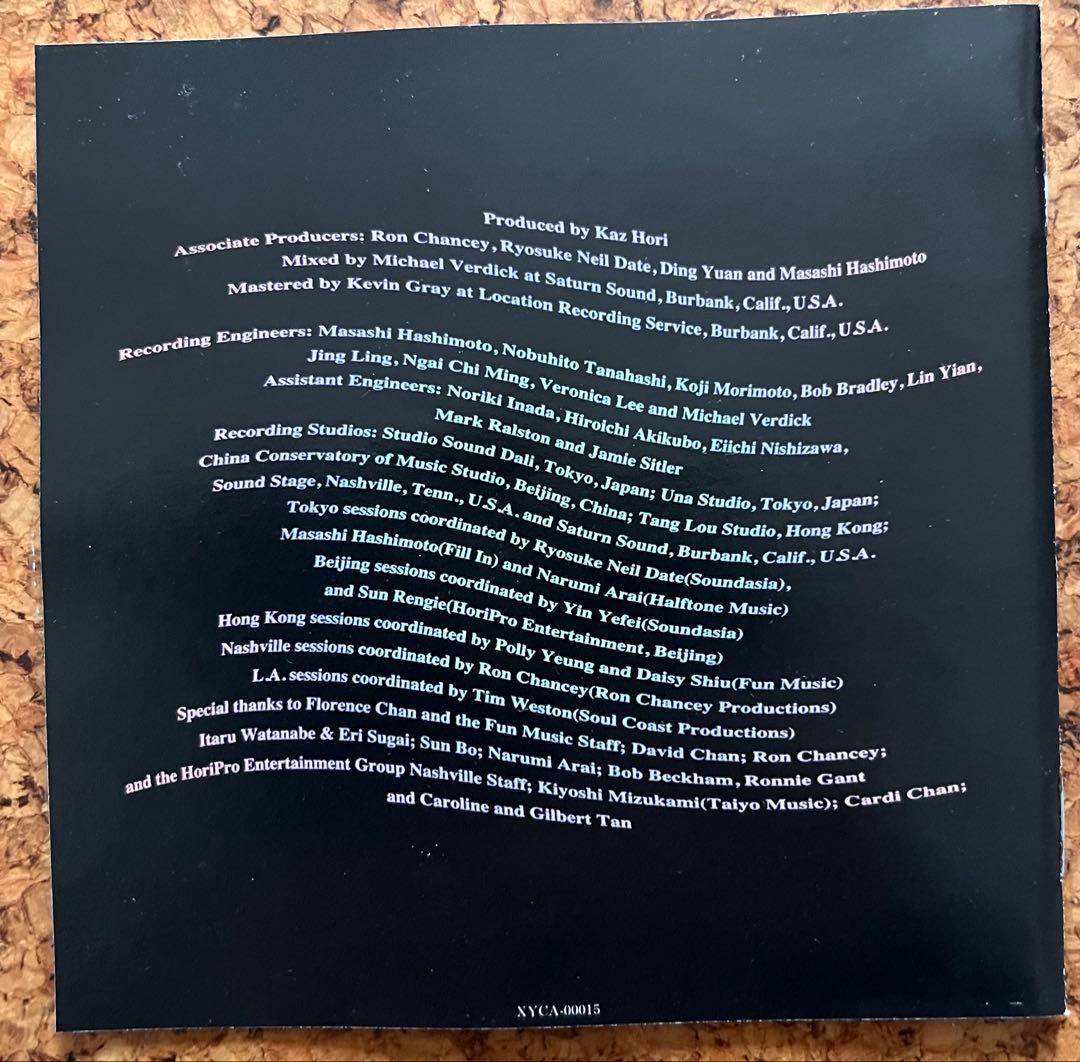 Produced by Kaz Hori
Associate Producers: Ron Chancey, Ryosuke Neil Date, Ding Yuan and Masashi Hashimoto
Mixed by Michael Verdick at Saturn Sound, Burbank, Calif., U.S.A.
Mastered by Kevin Gray at Location Recording Service, Burbank, Calif., U.S.A.
Recording Engineers: Masashi Hashimoto, Nobuhito Tanahashi, Koji Morimoto, Bob Bradley, Lin Yian,
Jing Ling, Ngai Chi Ming, Veronica Lee and Michael Verdick
Assistant Engineers: Noriki Inada, Hiroichi Akikubo, Eiichi Nishizawa,
Mark Ralston and Jamie Sitler
Recording Studios: Studio Sound Dali, Tokyo, Japan; Una Studio, Tokyo, Japan;
China Conservatory of Music Studio, Beijing, China; Tang Lou Studio, Hong Kong;
Sound Stage, Nashville, Tenn., U.S.A. and Saturn Sound, Burbank, Calif., U.S.A.
Tokyo sessions coordinated by Ryosuke Neil Date(Soundasia),
Masashi Hashimoto(Fill In) and Narumi Arai(Halftone Music)
Beijing sessions coordinated by Yin Yefei(Soundasia)
and Sun Rengie(HoriPro Entertainment, Beijing)
Hong Kong sessions coordinated by Polly Yeung and Daisy Shiu(Fun Music)
Nashville sessions coordinated by Ron Chancey(Ron Chancey Productions)
L.A. sessions coordinated by Tim Weston(Soul Coast Productions)
Special thanks to Florence Chan and the Fun Music Staff; David Chan; Ron Chancey;
Itaru Watanabe & Eri Sugai; Sun Bo; Narumi Arai; Bob Beckham, Ronnie Gant
and the HoriPro Entertainment Group Nashville Staff; Kiyoshi Mizukami(Taiyo Music); Cardi Chan;
and Caroline and Gilbert Tan
XYCA-00015